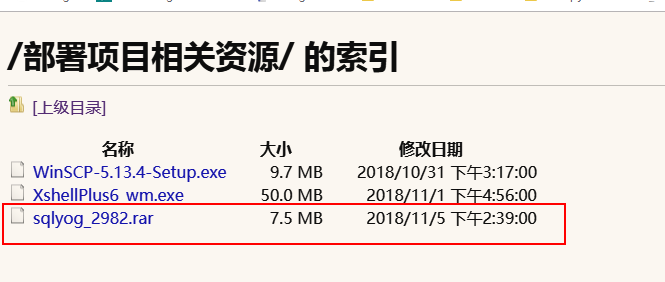 /部署项目相关资源/ 的索引
[上级目录]
名称 大小 修改日期
WinSCP-5.13.4-Setup.exe 9.7 MB 2018/10/31 下午3:17:00
XshellPlus6_wm.exe 50.0 MB 2018/11/1 下午4:56:00
sqlyog_2982.rar 7.5 MB 2018/11/5 下午2:39:00